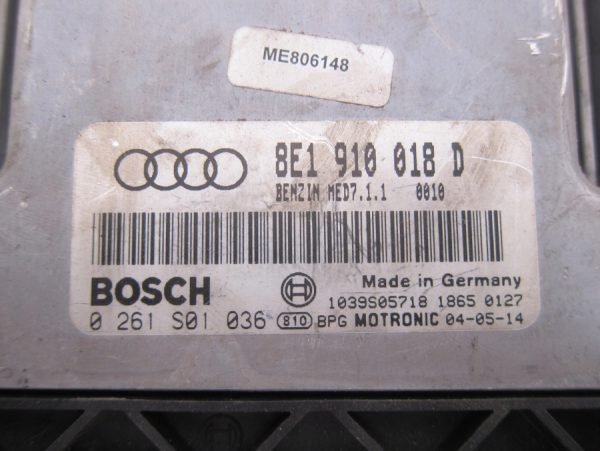 ME806148
8E1 910 018 D
BENZIN MED7.1.1 0010
BOSCH Made in Germany
1039S05718 1865 0127
0 261 S01 036 810 BPG MOTRONIC 04-05-14